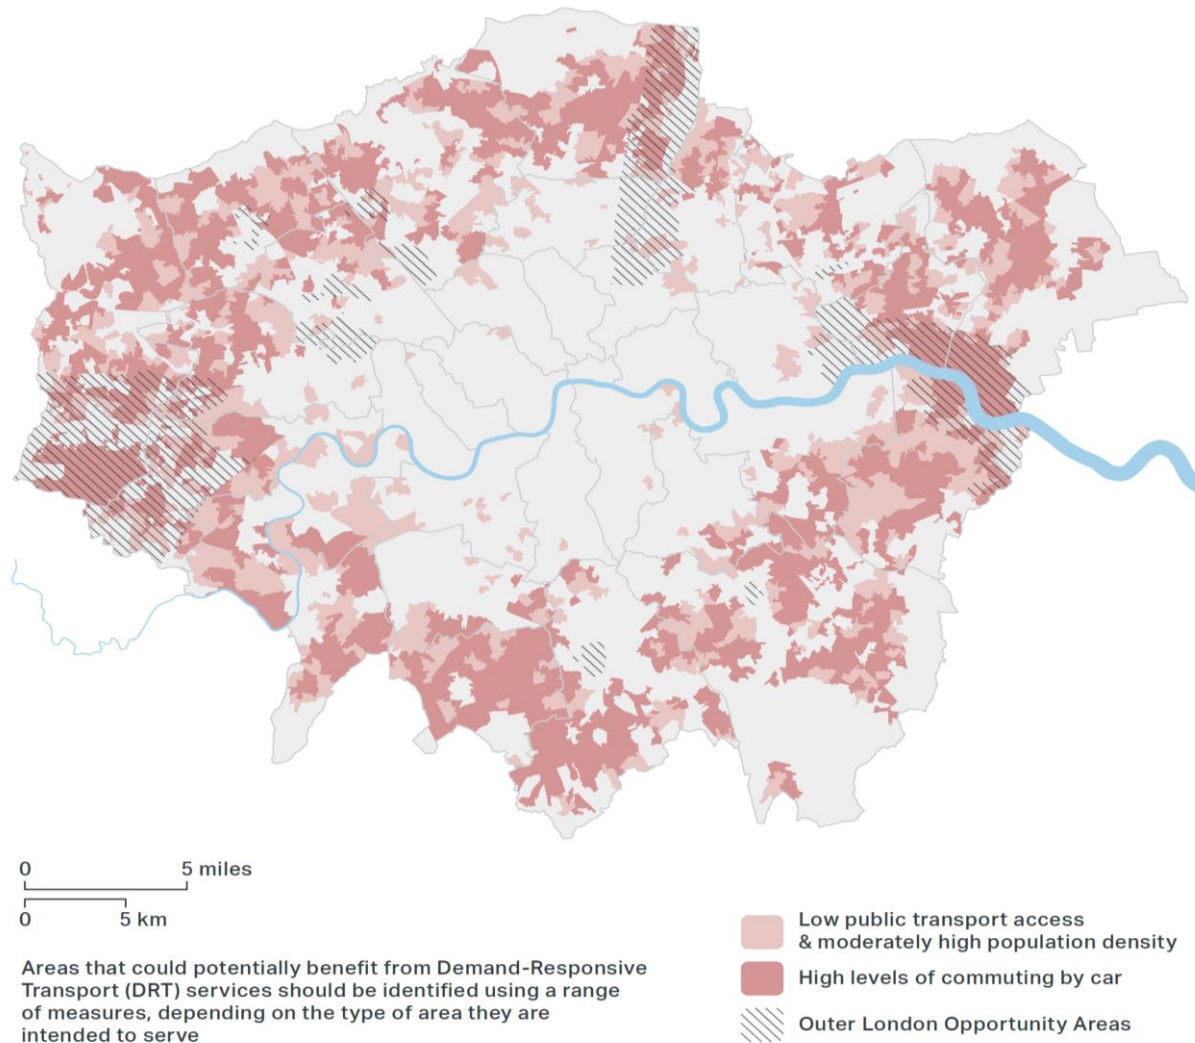 0 5 miles
0 5 km
Areas that could potentially benefit from Demand-Responsive
Transport (DRT) services should be identified using a range
of measures, depending on the type of area they are
intended to serve
Low public transport access
& moderately high population density
High levels of commuting by car
Outer London Opportunity Areas